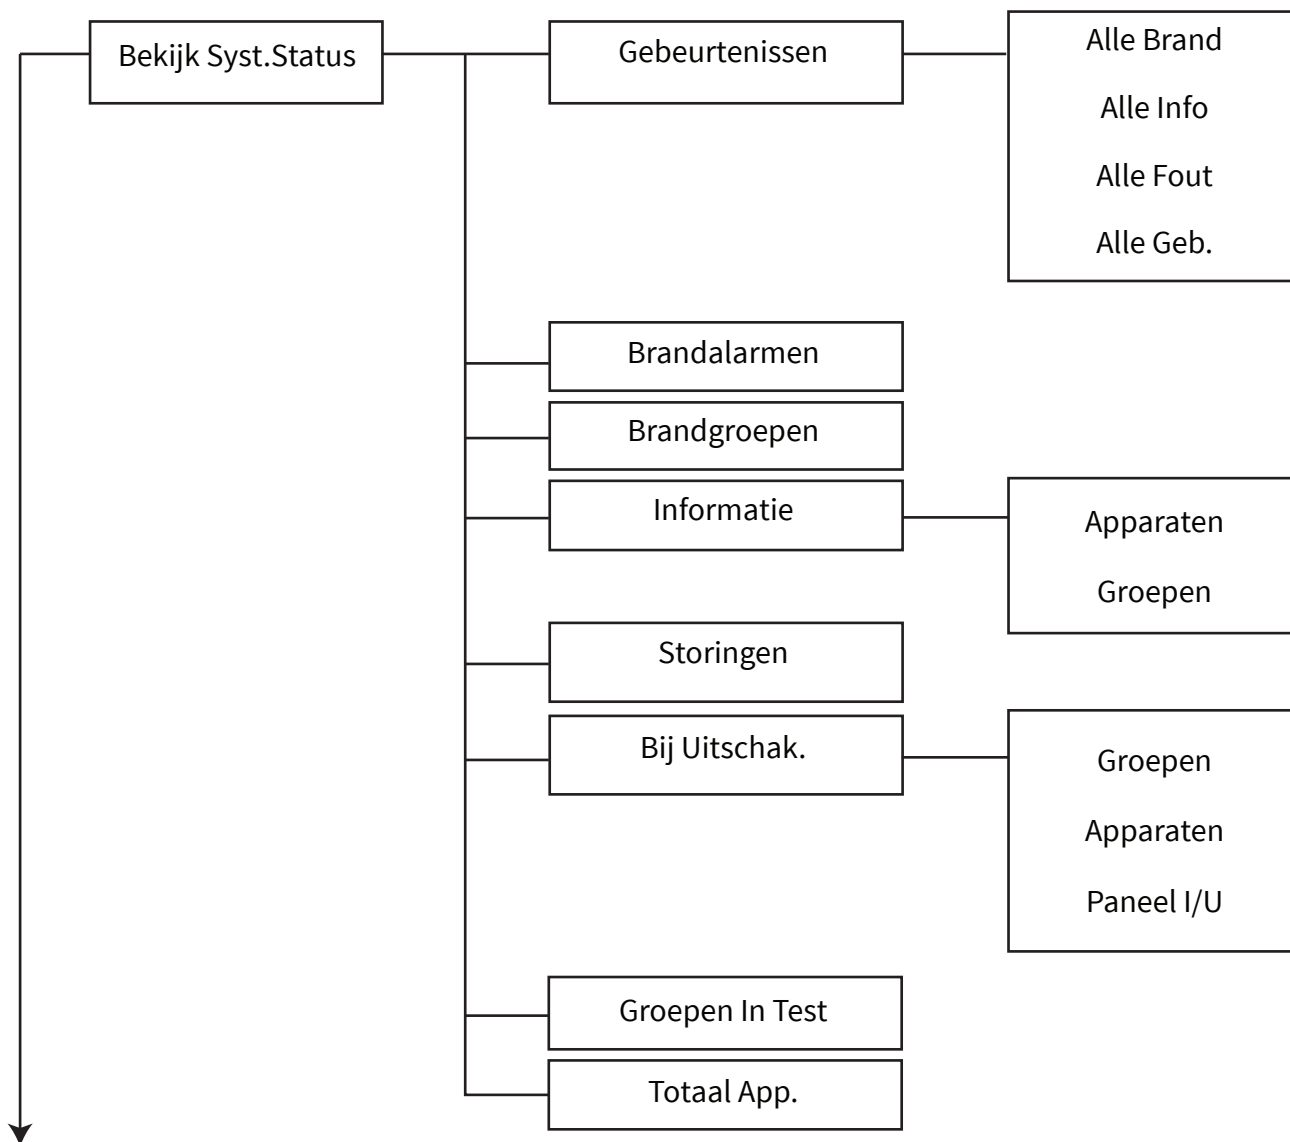 Bekijk Syst.Status
Gebeurtenissen
Alle Brand
Alle Info
Alle Fout
Alle Geb.
Brandalarmen
Brandgroepen
Informatie
Apparaten
Groepen
Storingen
Bij Uitschak.
Groepen
Apparaten
Paneel I/U
Groepen In Test
Totaal App.